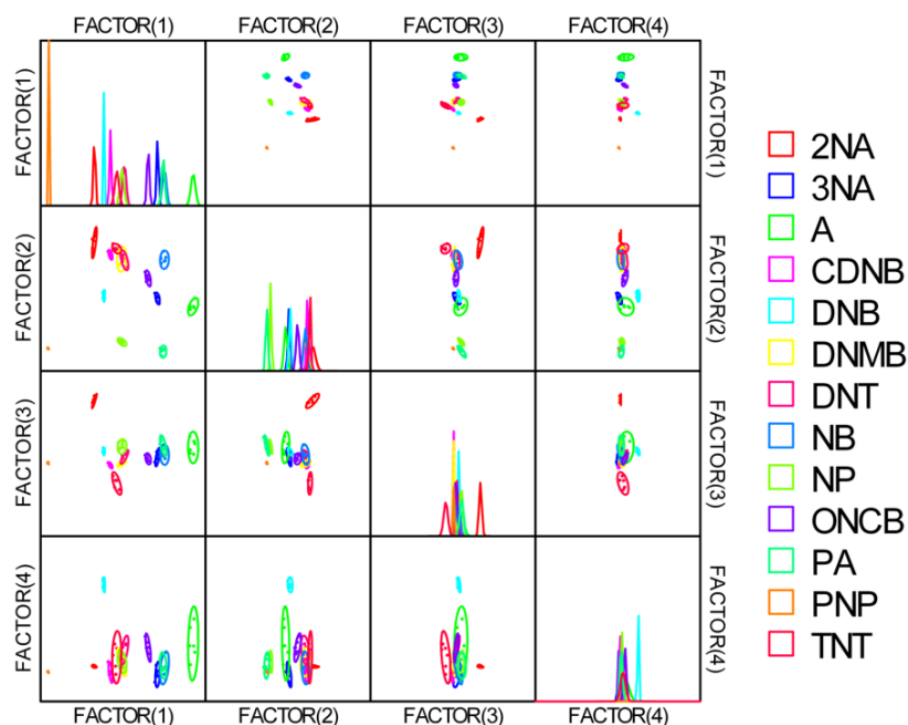 FACTOR(1) FACTOR(2) FACTOR(3) FACTOR(4)
FACTOR(1) FACTOR(1)
FACTOR(2) FACTOR(2)
FACTOR(3) FACTOR(3)
FACTOR(4) FACTOR(4)
FACTOR(1) FACTOR(2) FACTOR(3) FACTOR(4)
2NA
3NA
A
CDNB
DNB
DNMB
DNT
NB
NP
ONCB
PA
PNP
TNT